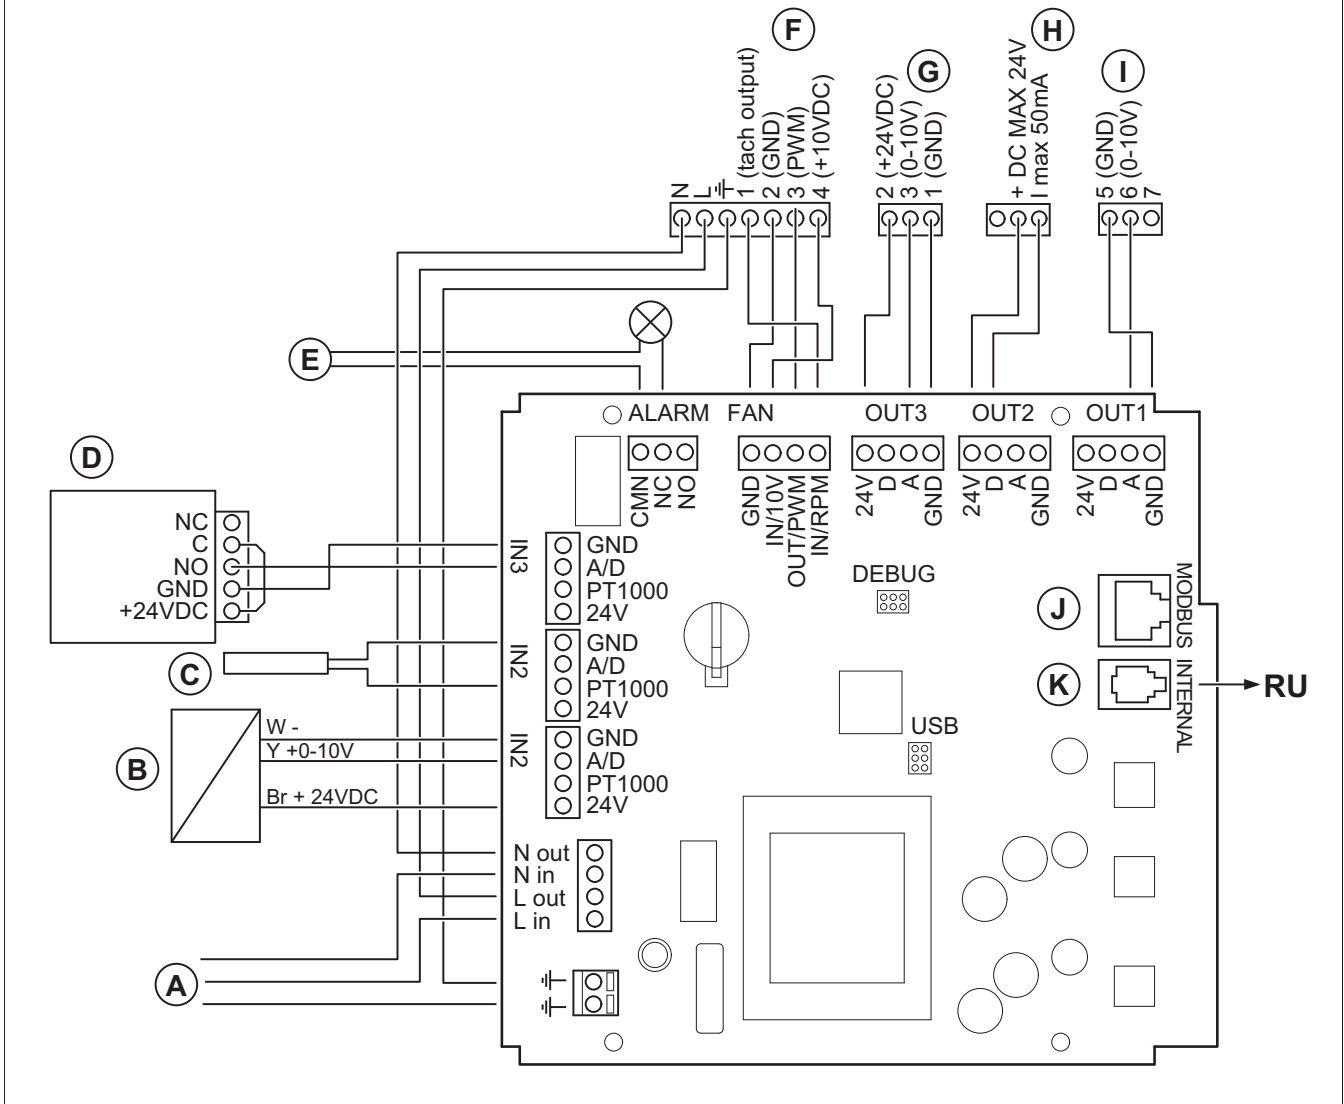 F
G
H
I
N
L
1 (tach output)
2 (GND)
3 (PWM)
4 (+10VDC)
2 (+24VDC)
3 (0-10V)
1 (GND)
+ DC MAX 24V
I max 50mA
5 (GND)
6 (0-10V)
7
E
ALARM
FAN
OUT3
OUT2
OUT1
CMN
NC
NO
GND
IN/10V
OUT/PWM
IN/RPM
24V
D
A
GND
24V
D
A
GND
24V
D
A
GND
D
NC
C
NO
GND
+24VDC
IN3
GND
A/D
PT1000
24V
DEBUG
J
MODBUS
C
IN2
GND
A/D
PT1000
24V
K
INTERNAL
RU
USB
B
W -
Y +0-10V
Br + 24VDC
IN2
GND
A/D
PT1000
24V
N out
N in
L out
L in
A